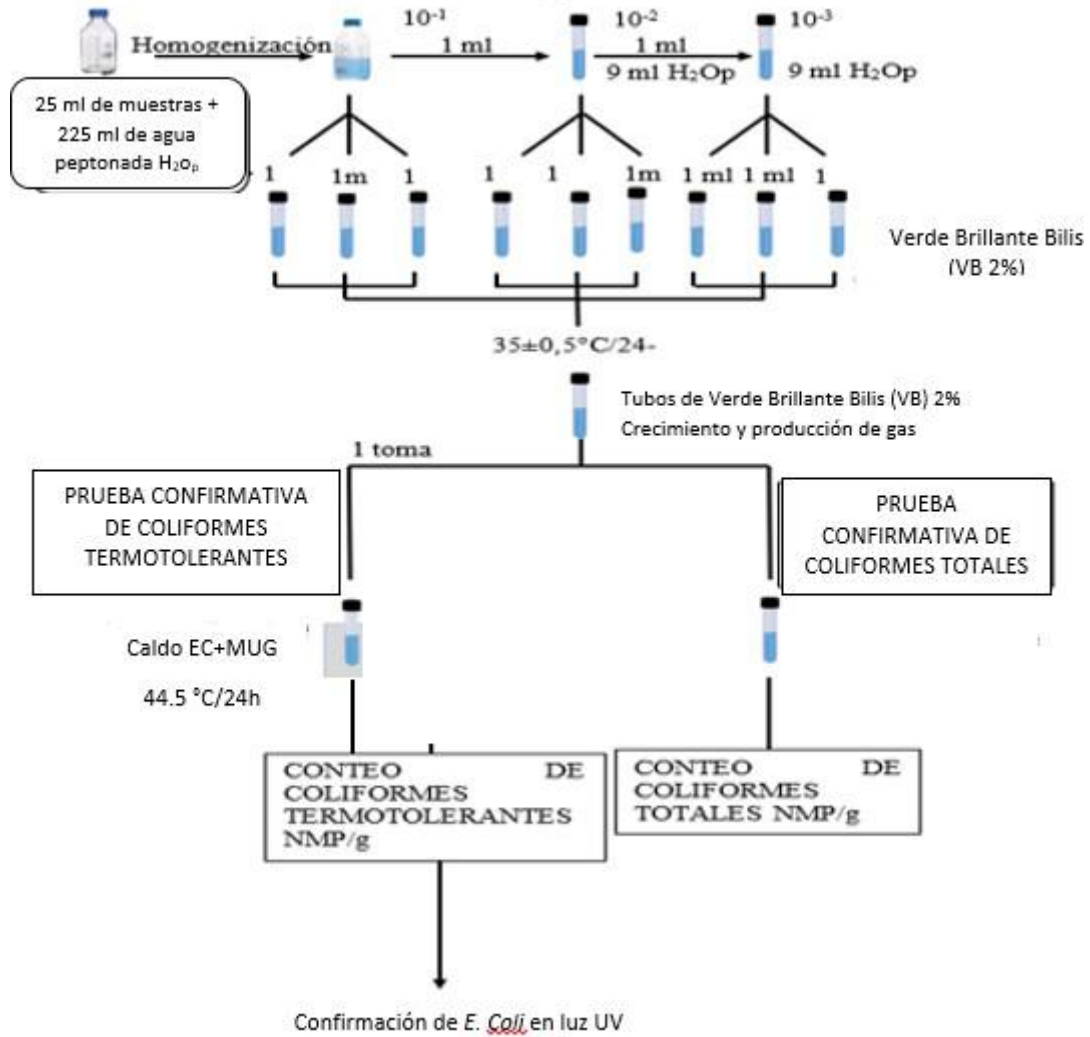 10⁻¹
10⁻²
10⁻³
Homogenización
1 ml
1 ml
9 ml H₂Op
9 ml H₂Op
25 ml de muestras +
225 ml de agua
peptonada H₂Oₚ
1 1m 1 1 1 1m 1 ml 1 ml 1
Verde Brillante Bilis
(VB 2%)
35±0,5°C/24-
Tubos de Verde Brillante Bilis (VB) 2%
Crecimiento y producción de gas
1 toma
PRUEBA CONFIRMATIVA
DE COLIFORMES
TERMOTOLERANTES
PRUEBA
CONFIRMATIVA DE
COLIFORMES TOTALES
Caldo EC+MUG
44.5 °C/24h
CONTEO DE
COLIFORMES
TERMOTOLERANTES
NMP/g
CONTEO DE
COLIFORMES
TOTALES NMP/g
Confirmación de E. Coli en luz UV